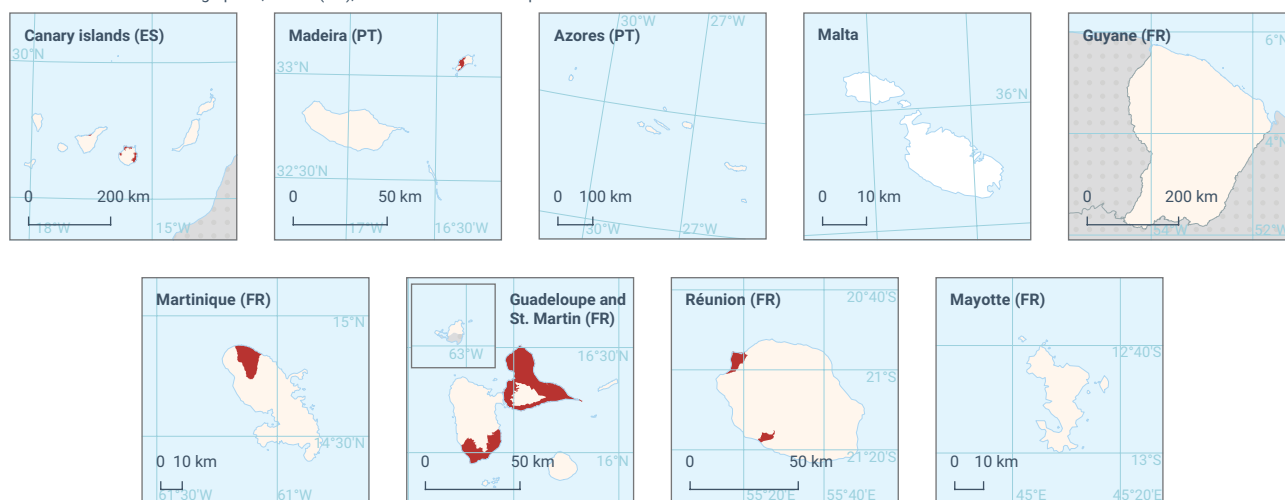 Canary islands (ES)
30°N
0 200 km
18°W 15°W
Madeira (PT)
33°N
32°30'N
0 50 km
17°W 16°30'W
Azores (PT)
30°W 27°W
0 100 km
30°W 27°W
Malta
36°N
0 10 km
Guyane (FR)
6°N
4°N
0 200 km
54°W 52°W
Martinique (FR)
15°N
14°30'N
0 10 km
61°30'W 61°W
Guadeloupe and
St. Martin (FR)
63°W
16°30'N
16°N
0 50 km
Réunion (FR)
20°40'S
21°S
21°20'S
0 50 km
55°20'E 55°40'E
Mayotte (FR)
12°40'S
13°S
0 10 km
45°E 45°20'E